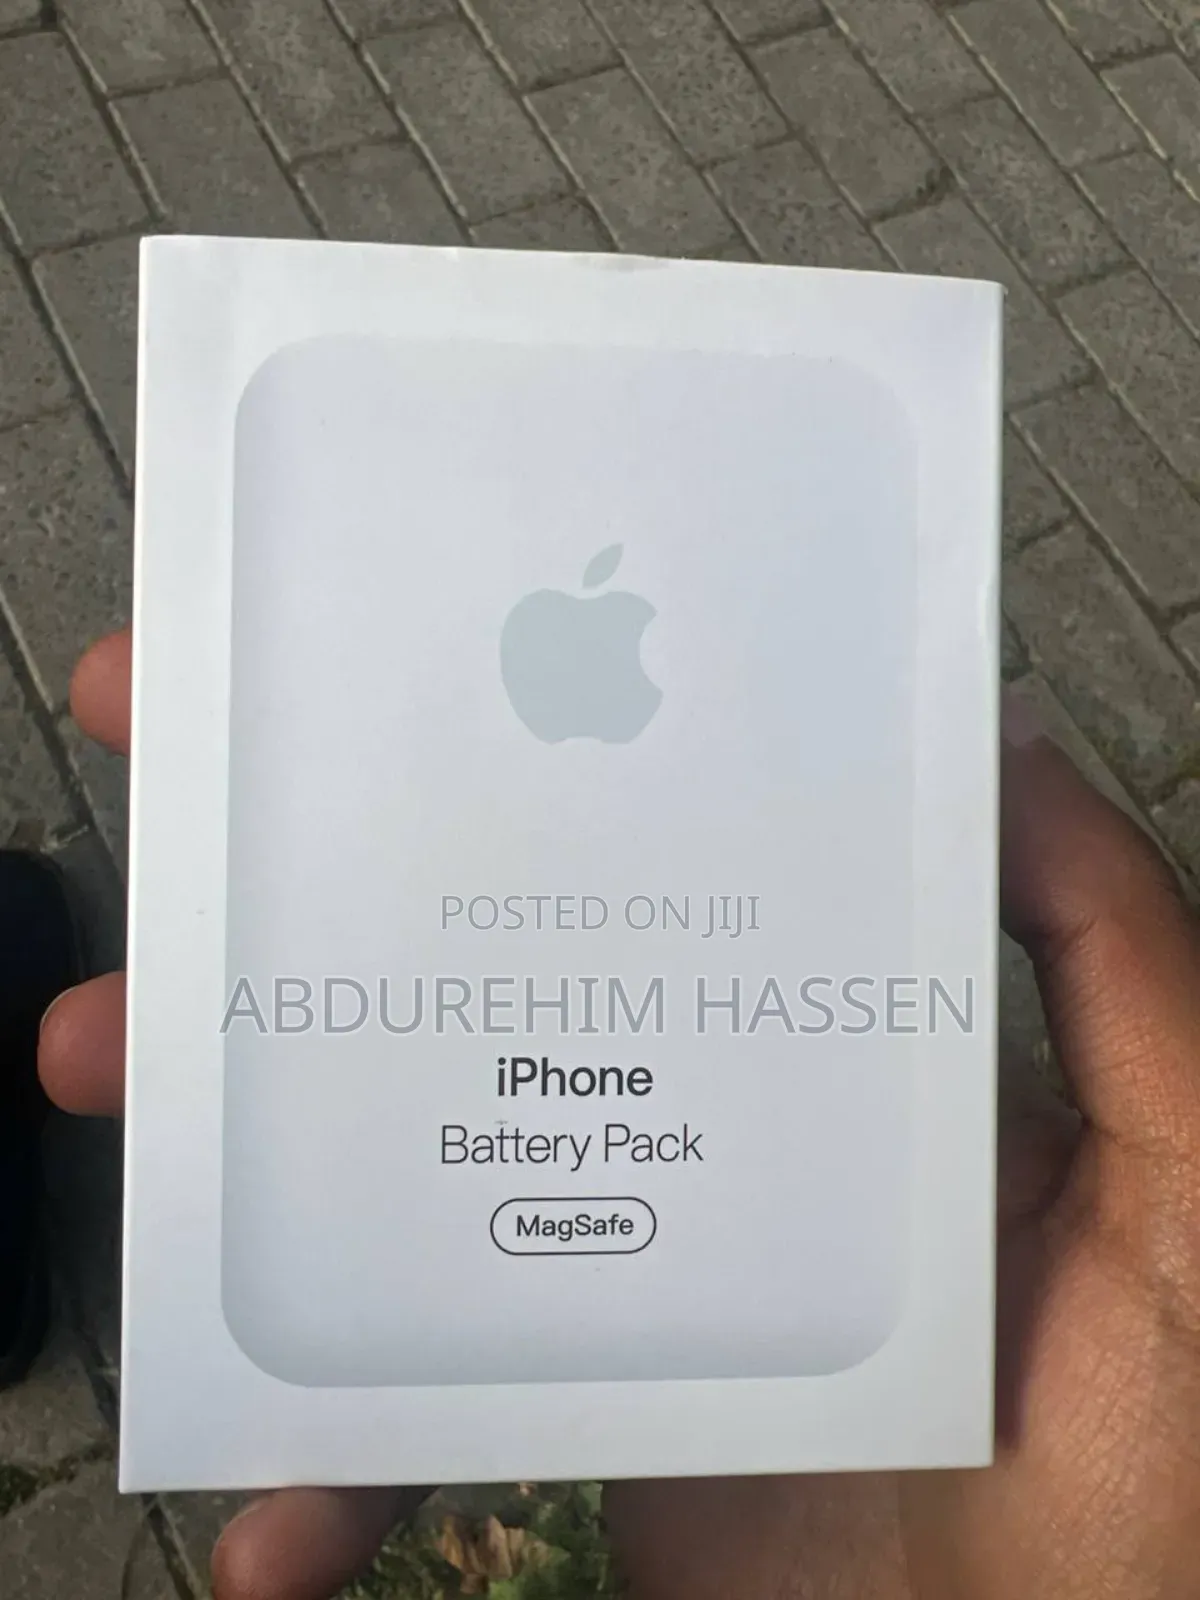 POSTED ON JIJI
ABDUREHIM HASSEN
iPhone
Battery Pack
MagSafe